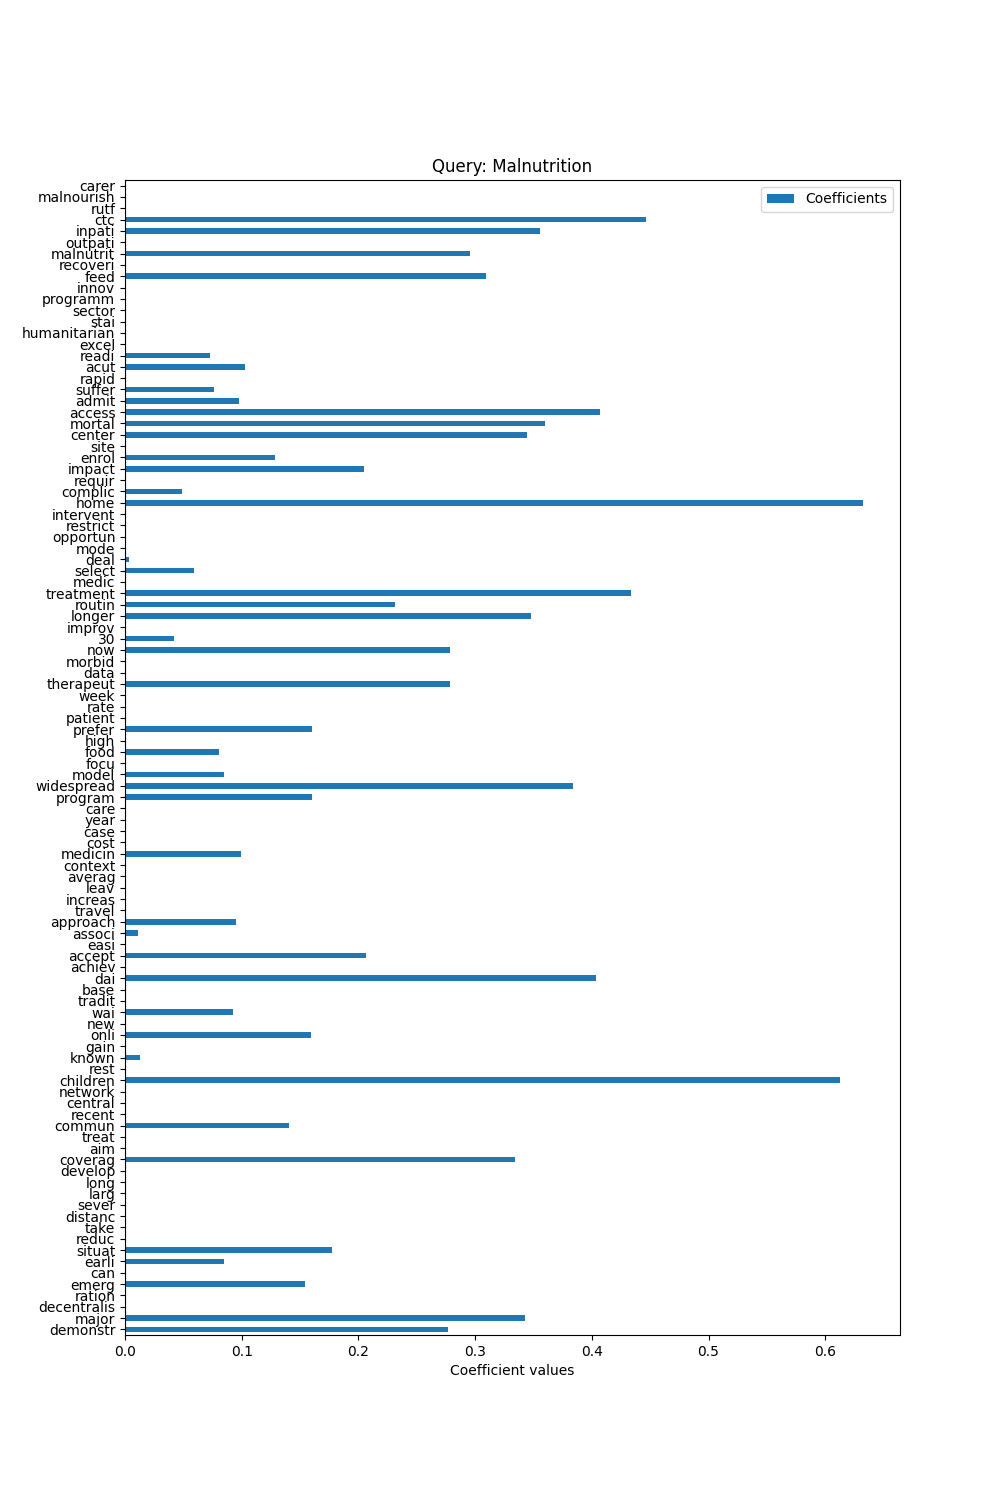 Query: Malnutrition
Coefficients
carer
malnourish
rutf
ctc
inpati
outpati
malnutrit
recoveri
feed
innov
programm
sector
stai
humanitarian
excel
readi
acut
rapid
suffer
admit
access
mortal
center
site
enrol
impact
requir
complic
home
intervent
restrict
opportun
mode
deal
select
medic
treatment
routin
longer
improv
30
now
morbid
data
therapeut
week
rate
patient
prefer
high
food
focu
model
widespread
program
care
year
case
cost
medicin
context
averag
leav
increas
travel
approach
associ
easi
accept
achiev
dai
base
tradit
wai
new
onli
gain
known
rest
children
network
central
recent
commun
treat
aim
coverag
develop
long
larg
sever
distanc
take
reduc
situat
earli
can
emerg
ration
decentralis
major
demonstr
0.0 0.1 0.2 0.3 0.4 0.5 0.6
Coefficient values